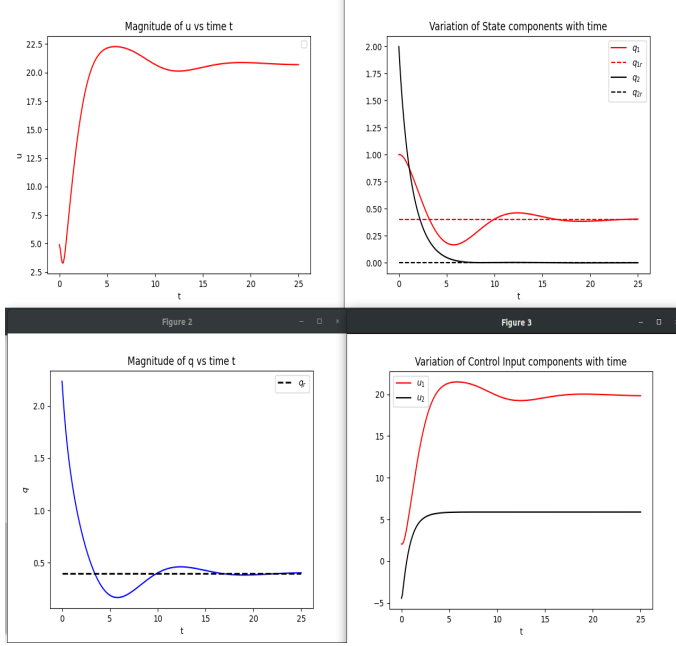 Magnitude of u vs time t
22.5
20.0
17.5
15.0
12.5
10.0
7.5
5.0
2.5
u
0 5 10 15 20 25
t
Variation of State components with time
2.00
1.75
1.50
1.25
1.00
0.75
0.50
0.25
0.00
q1
q1r
q2
q2r
0 5 10 15 20 25
t
Figure 2
Magnitude of q vs time t
qr
2.0
1.5
1.0
0.5
q
0 5 10 15 20 25
t
Figure 3
Variation of Control Input components with time
u1
u2
20
15
10
5
0
−5
0 5 10 15 20 25
t